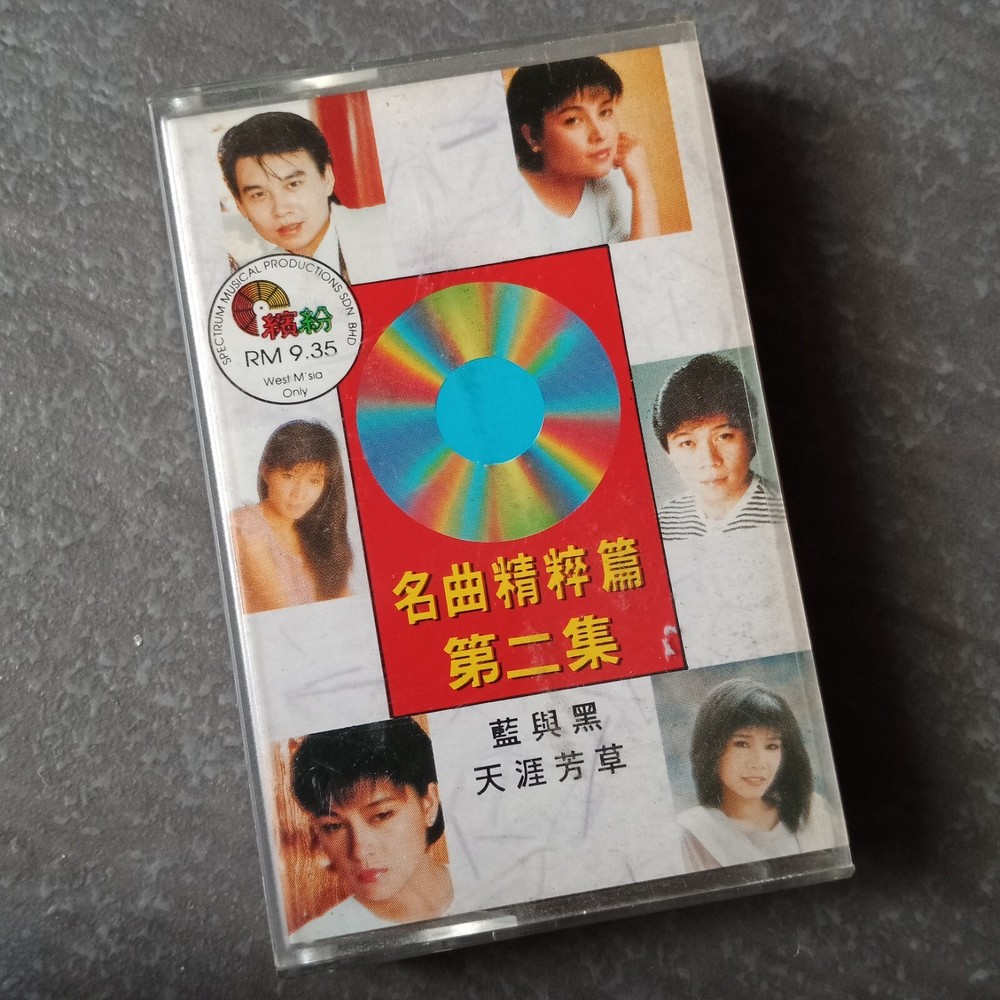 SPECTRUM MUSICAL PRODUCTIONS SDN BHD
繽紛
RM 9.35
West M'sia
Only
名曲精粹篇
第二集
藍與黑
天涯芳草